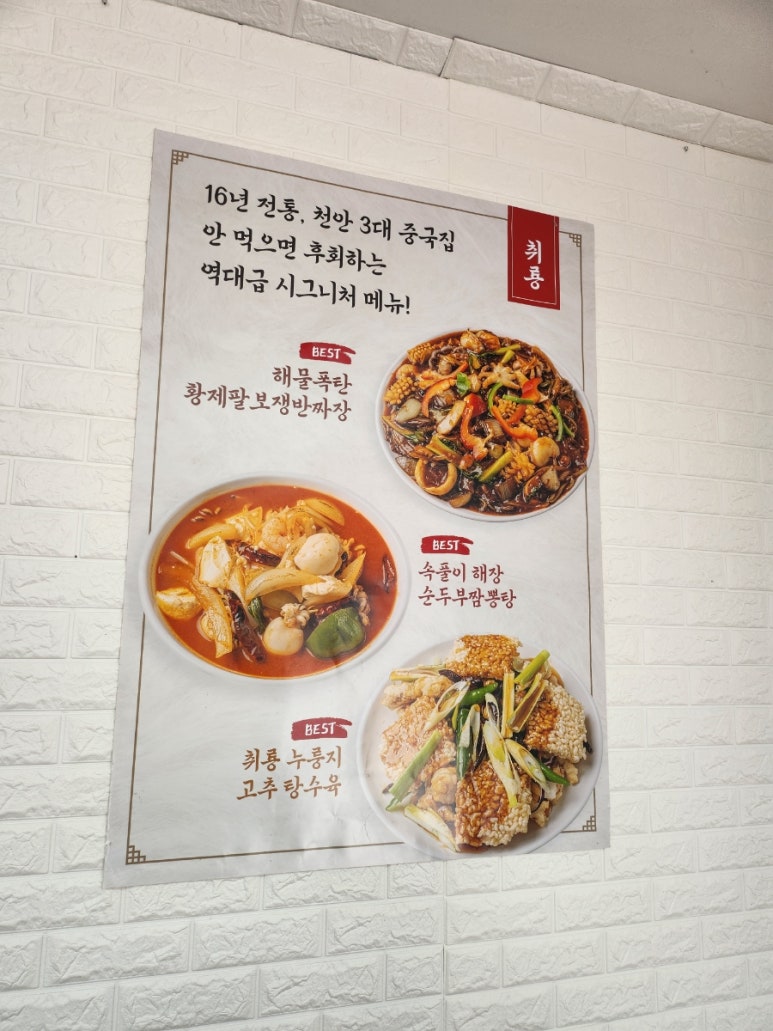 16년 전통, 천안 3대 중국집
안 먹으면 후회하는
역대급 시그니처 메뉴!
취룡
BEST
해물폭탄
황제팔보쟁반짜장
BEST
속풀이 해장
순두부짬뽕탕
BEST
취룡 누룽지
고추 탕수육